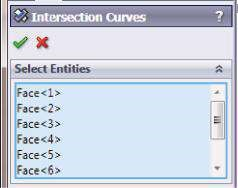 Intersection Curves ?
Select Entities
Face<1>
Face<2>
Face<3>
Face<4>
Face<5>
Face<6>